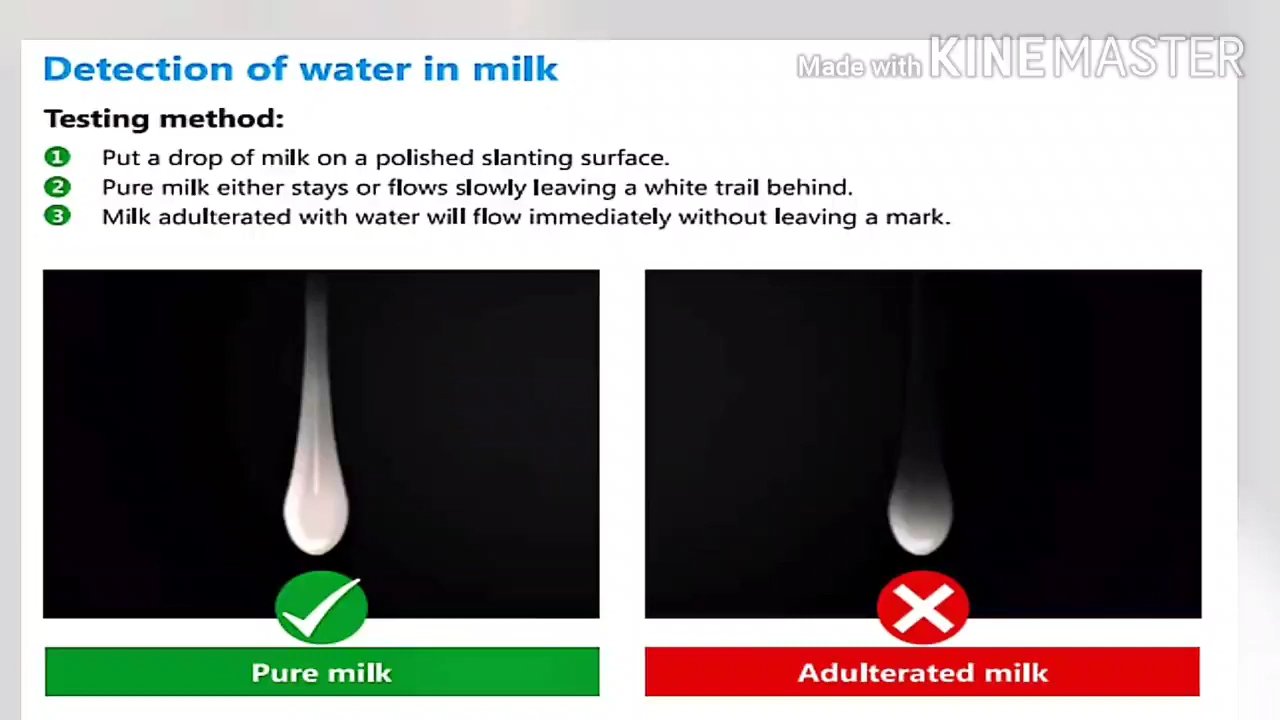 Detection of water in milk
Made with KINEMASTER
Testing method:
1 Put a drop of milk on a polished slanting surface.
2 Pure milk either stays or flows slowly leaving a white trail behind.
3 Milk adulterated with water will flow immediately without leaving a mark.
Pure milk
Adulterated milk